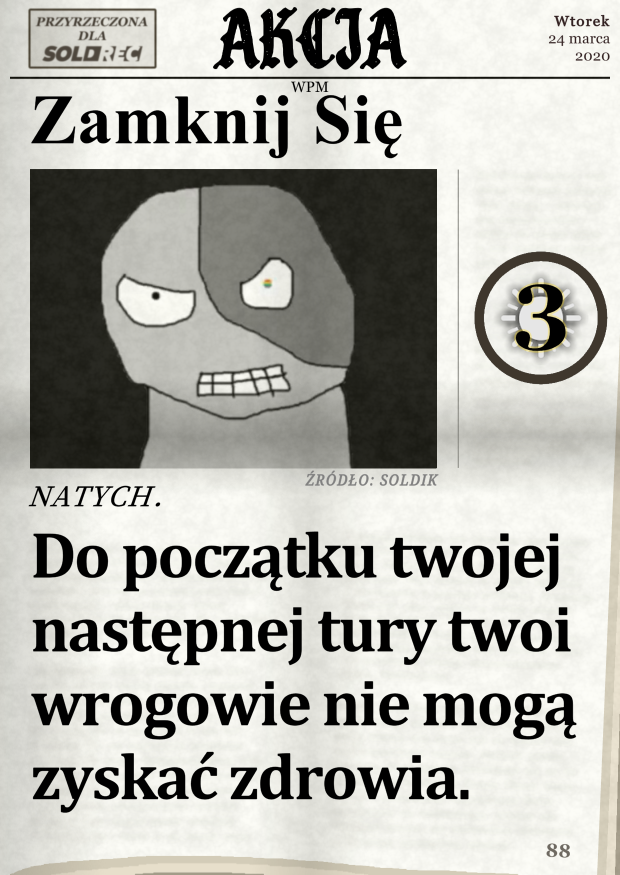 PRZYRZECZONA
DLA
SOLDREC
AKCJA
Wtorek
24 marca
2020
WPM
Zamknij Się
3
ŹRÓDŁO: SOLDIK
NATYCH.
Do początku twojej
następnej tury twoi
wrogowie nie mogą
zyskać zdrowia.
88